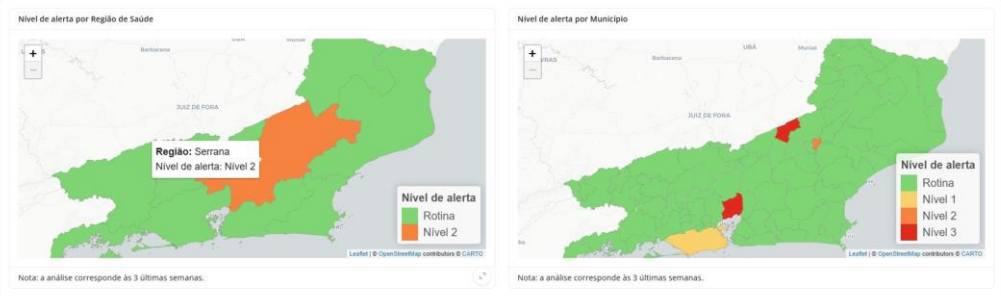 Nível de alerta por Região de Saúde
+
−
Barbacena
JUIZ DE FORA
Região: Serrana
Nível de alerta: Nível 2
Nível de alerta
Rotina
Nível 2
Leaflet | © OpenStreetMap contributors © CARTO
Nota: a análise corresponde às 3 últimas semanas.
Nível de alerta por Município
+
−
VRAS
Barbacena
UBÁ
Muriaé
JUIZ DE FORA
Nível de alerta
Rotina
Nível 1
Nível 2
Nível 3
Leaflet | © OpenStreetMap contributors © CARTO
Nota: a análise corresponde às 3 últimas semanas.